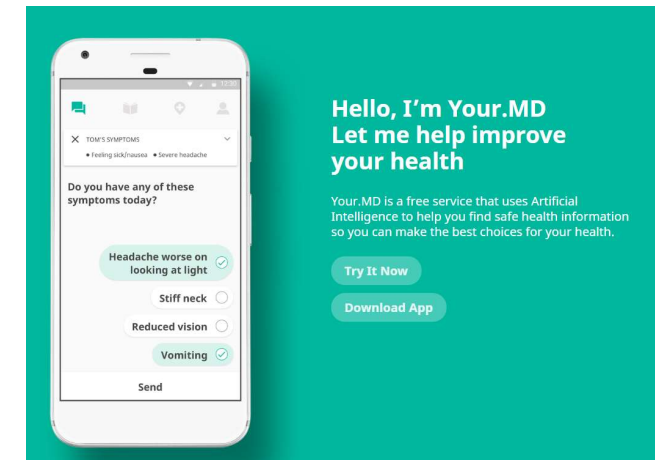 12:30
TOM'S SYMPTOMS
• Feeling sick/nausea • Severe headache
Do you have any of these
symptoms today?
Headache worse on
looking at light
Stiff neck
Reduced vision
Vomiting
Send
Hello, I'm Your.MD
Let me help improve
your health
Your.MD is a free service that uses Artificial
Intelligence to help you find safe health information
so you can make the best choices for your health.
Try It Now
Download App